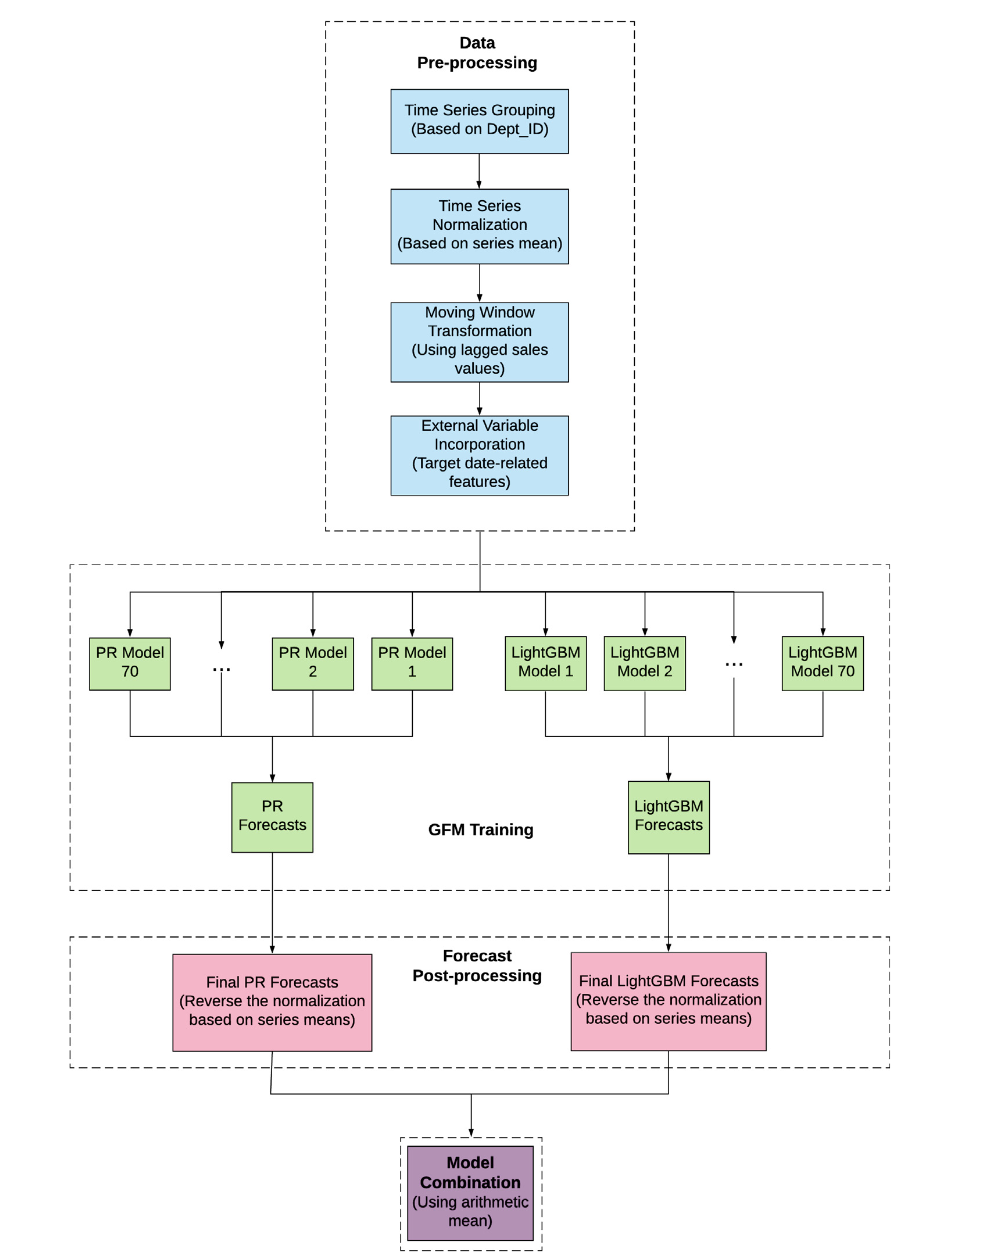 Data
Pre-processing
Time Series Grouping
(Based on Dept_ID)
Time Series
Normalization
(Based on series mean)
Moving Window
Transformation
(Using lagged sales
values)
External Variable
Incorporation
(Target date-related
features)
PR Model
70
...
PR Model
2
PR Model
1
LightGBM
Model 1
LightGBM
Model 2
...
LightGBM
Model 70
PR
Forecasts
GFM Training
LightGBM
Forecasts
Forecast
Post-processing
Final PR Forecasts
(Reverse the normalization
based on series means)
Final LightGBM Forecasts
(Reverse the normalization
based on series means)
Model
Combination
(Using arithmetic
mean)